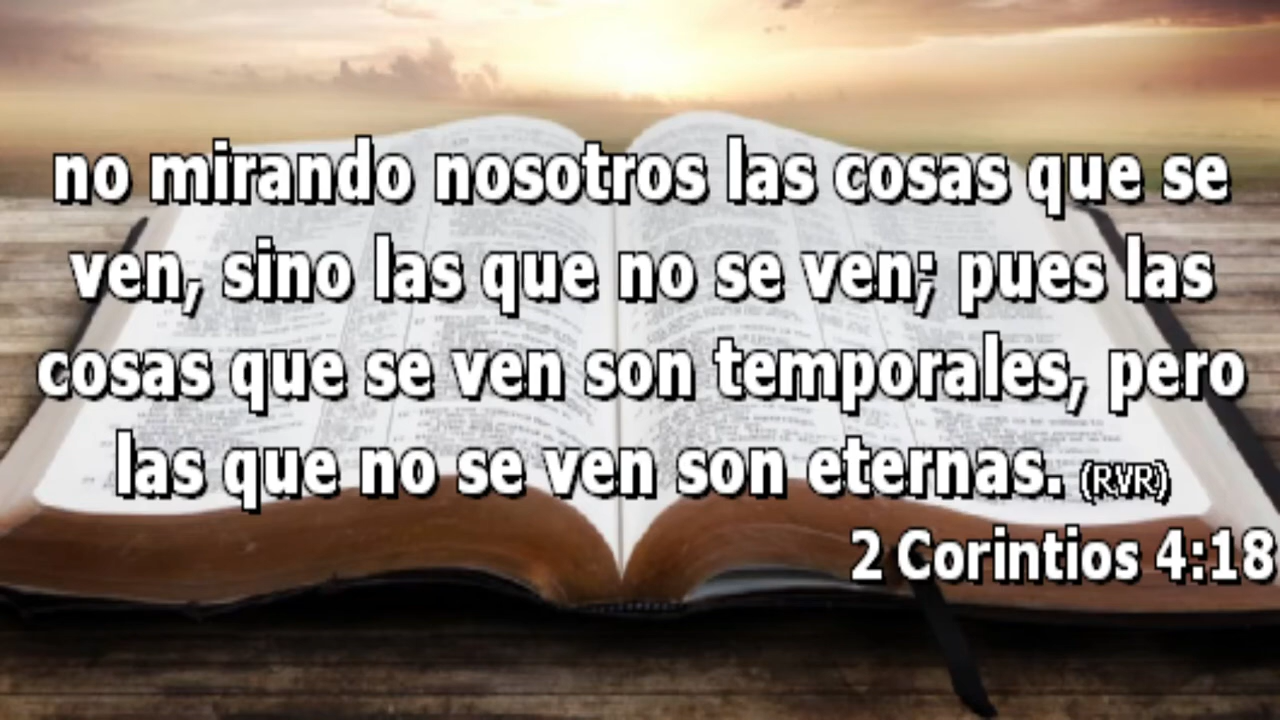 no mirando nosotros las cosas que se
ven, sino las que no se ven; pues las
cosas que se ven son temporales, pero
las que no se ven son eternas. (RVR)
2 Corintios 4:18